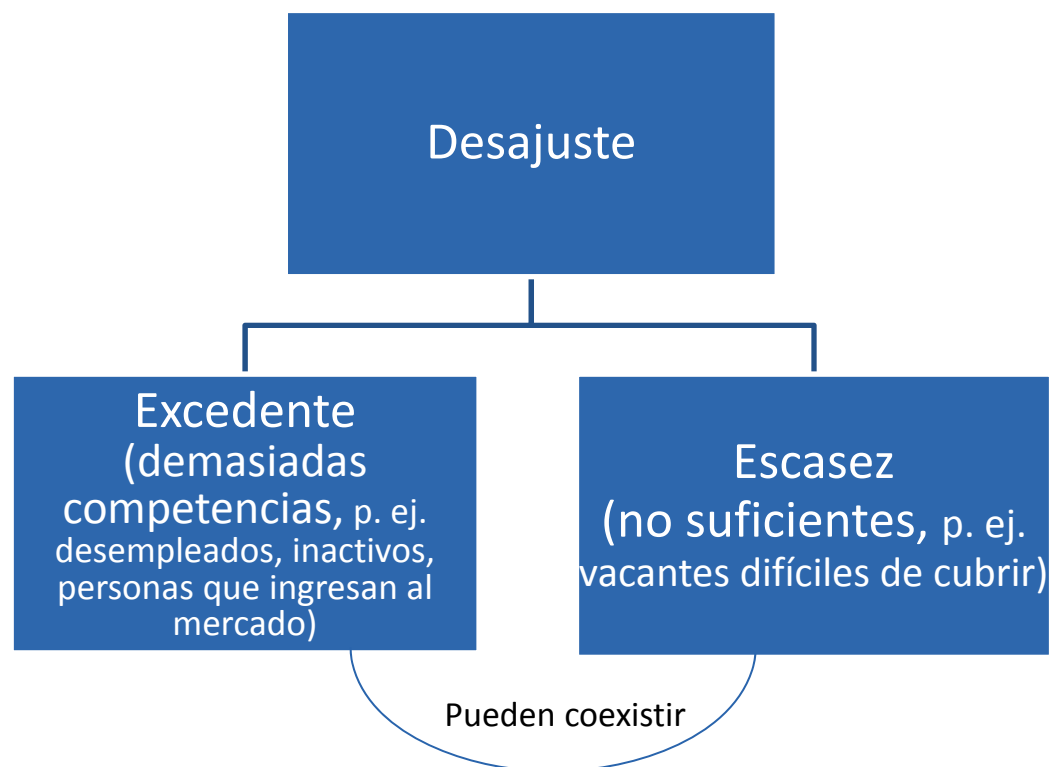 Desajuste
Excedente
(demasiadas
competencias, p. ej.
desempleados, inactivos,
personas que ingresan al
mercado)
Escasez
(no suficientes, p. ej.
vacantes difíciles de cubrir)
Pueden coexistir